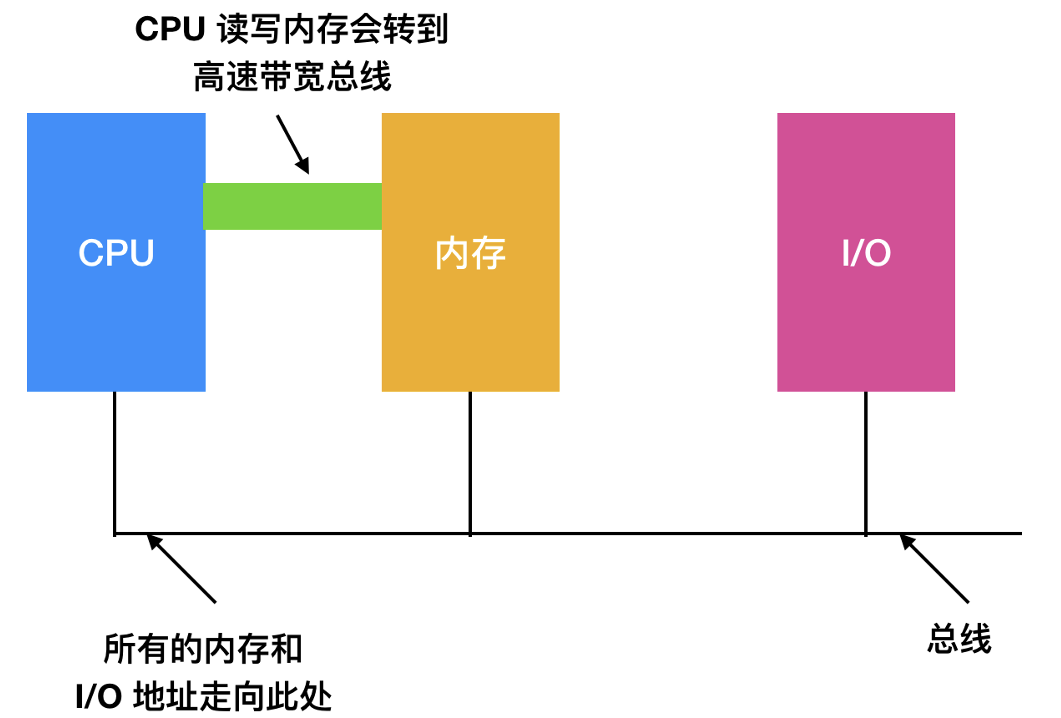 CPU 读写内存会转到
高速带宽总线
CPU
内存
I/O
总线
所有的内存和
I/O 地址走向此处